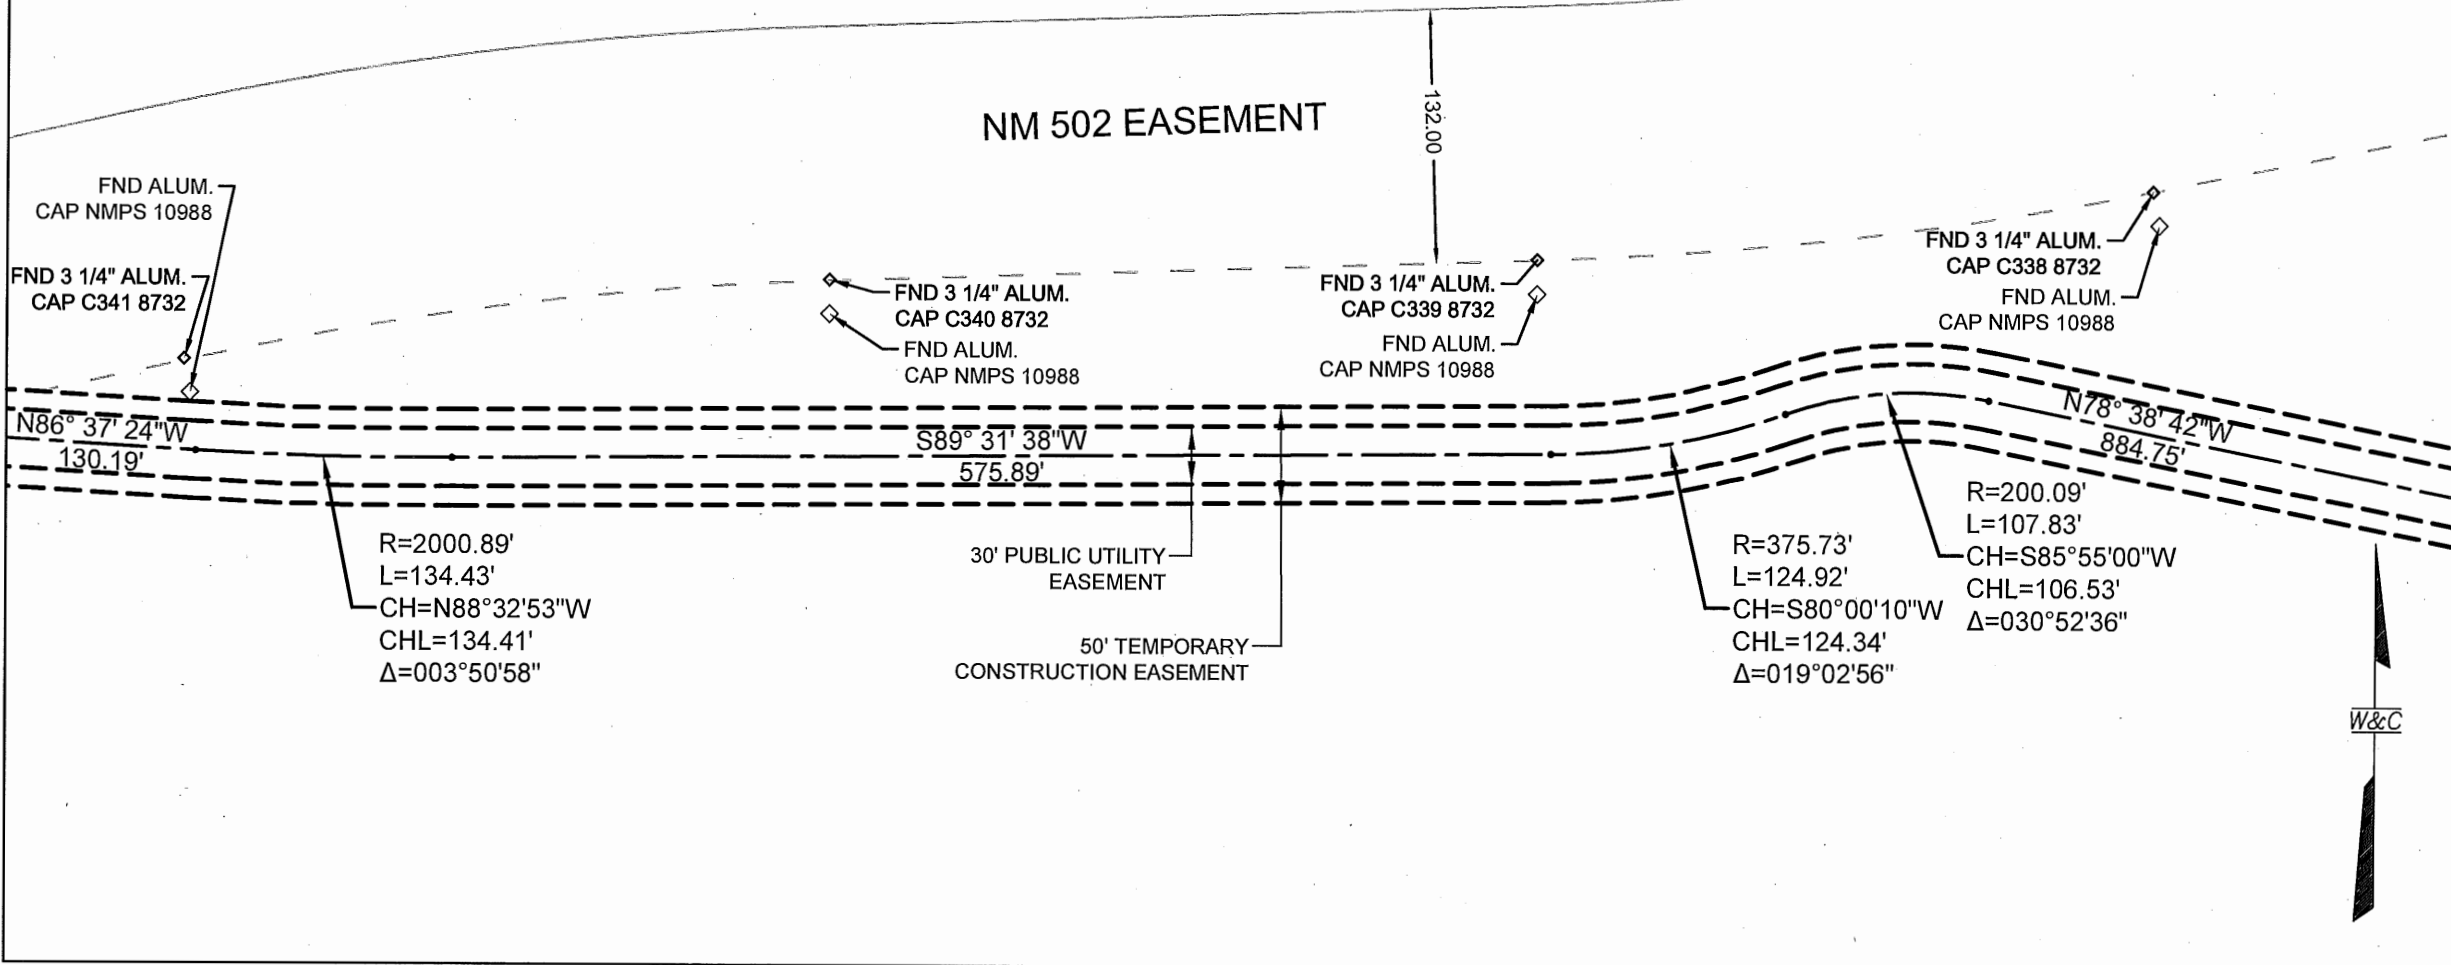 NM 502 EASEMENT
132.00
FND ALUM.
CAP NMPS 10988
FND 3 1/4" ALUM.
CAP C341 8732
FND 3 1/4" ALUM.
CAP C340 8732
FND ALUM.
CAP NMPS 10988
FND 3 1/4" ALUM.
CAP C339 8732
FND ALUM.
CAP NMPS 10988
FND 3 1/4" ALUM.
CAP C338 8732
FND ALUM.
CAP NMPS 10988
N86° 37' 24"W
130.19'
S89° 31' 38"W
575.89'
N78° 38' 42"W
884.75'
R=2000.89'
L=134.43'
CH=N88°32'53"W
CHL=134.41'
Δ=003°50'58"
30' PUBLIC UTILITY
EASEMENT
50' TEMPORARY
CONSTRUCTION EASEMENT
R=375.73'
L=124.92'
CH=S80°00'10"W
CHL=124.34'
Δ=019°02'56"
R=200.09'
L=107.83'
CH=S85°55'00"W
CHL=106.53'
Δ=030°52'36"
W&C